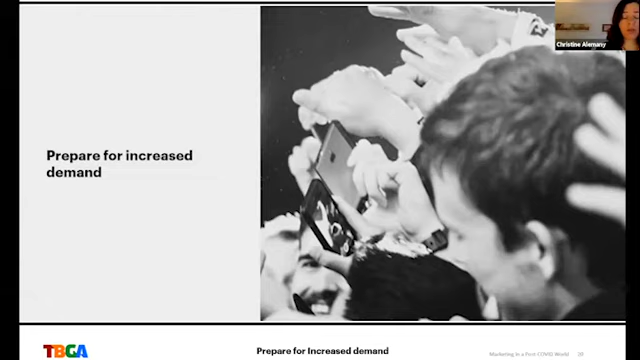 Christine Alemany
Prepare for increased
demand
TBGA
Prepare for Increased demand
Marketing in a Post-COVID World
20